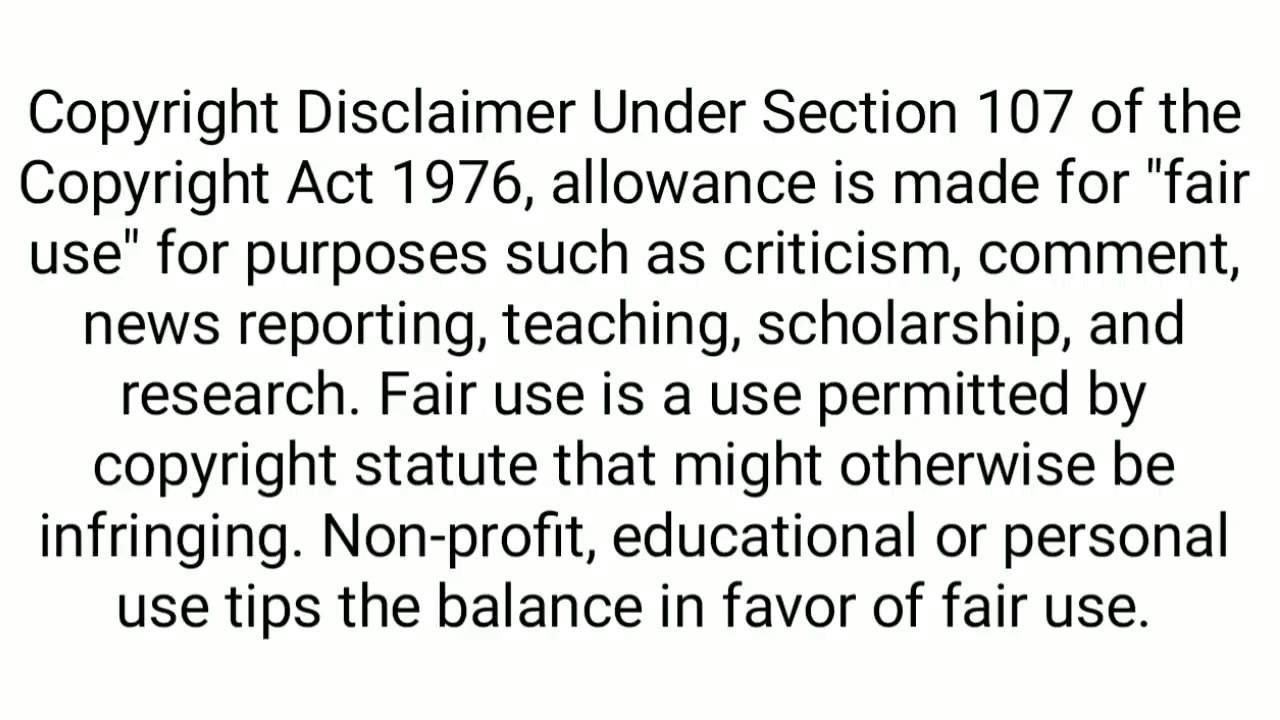 Copyright Disclaimer Under Section 107 of the
Copyright Act 1976, allowance is made for "fair
use" for purposes such as criticism, comment,
news reporting, teaching, scholarship, and
research. Fair use is a use permitted by
copyright statute that might otherwise be
infringing. Non-profit, educational or personal
use tips the balance in favor of fair use.